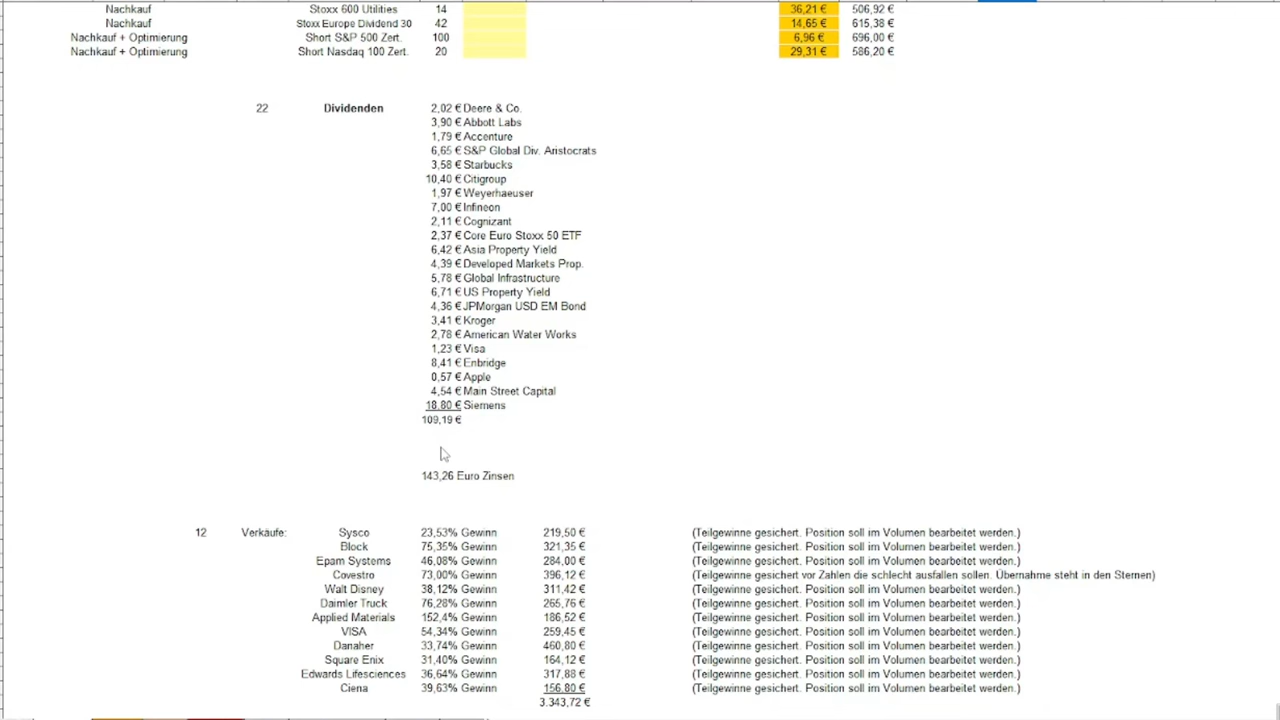 Nachkauf Stoxx 600 Utilities 14 36,21 € 506,92 €
Nachkauf Stoxx Europe Dividend 30 42 14,65 € 615,38 €
Nachkauf + Optimierung Short S&P 500 Zert. 100 6,96 € 696,00 €
Nachkauf + Optimierung Short Nasdaq 100 Zert. 20 29,31 € 586,20 €
22 Dividenden 2,02 € Deere & Co.
3,90 € Abbott Labs
1,79 € Accenture
6,65 € S&P Global Div. Aristocrats
3,58 € Starbucks
10,40 € Citigroup
1,97 € Weyerhaeuser
7,00 € Infineon
2,11 € Cognizant
2,37 € Core Euro Stoxx 50 ETF
6,42 € Asia Property Yield
4,39 € Developed Markets Prop.
5,78 € Global Infrastructure
6,71 € US Property Yield
4,36 € JPMorgan USD EM Bond
3,41 € Kroger
2,78 € American Water Works
1,23 € Visa
8,41 € Enbridge
0,57 € Apple
4,54 € Main Street Capital
18,80 € Siemens
109,19 €
143,26 Euro Zinsen
12 Verkäufe: Sysco 23,53% Gewinn 219,50 € (Teilgewinne gesichert. Position soll im Volumen bearbeitet werden.)
Block 75,35% Gewinn 321,35 € (Teilgewinne gesichert. Position soll im Volumen bearbeitet werden.)
Epam Systems 46,08% Gewinn 284,00 € (Teilgewinne gesichert. Position soll im Volumen bearbeitet werden.)
Covestro 73,00% Gewinn 396,12 € (Teilgewinne gesichert vor Zahlen die schlecht ausfallen sollen. Übernahme steht in den Sternen)
Walt Disney 38,12% Gewinn 311,42 € (Teilgewinne gesichert. Position soll im Volumen bearbeitet werden.)
Daimler Truck 76,28% Gewinn 265,76 € (Teilgewinne gesichert. Position soll im Volumen bearbeitet werden.)
Applied Materials 152,4% Gewinn 186,52 € (Teilgewinne gesichert. Position soll im Volumen bearbeitet werden.)
VISA 54,34% Gewinn 259,45 € (Teilgewinne gesichert. Position soll im Volumen bearbeitet werden.)
Danaher 33,74% Gewinn 460,80 € (Teilgewinne gesichert. Position soll im Volumen bearbeitet werden.)
Square Enix 31,40% Gewinn 164,12 € (Teilgewinne gesichert. Position soll im Volumen bearbeitet werden.)
Edwards Lifesciences 36,64% Gewinn 317,88 € (Teilgewinne gesichert. Position soll im Volumen bearbeitet werden.)
Ciena 39,63% Gewinn 156,80 € (Teilgewinne gesichert. Position soll im Volumen bearbeitet werden.)
3.343,72 €